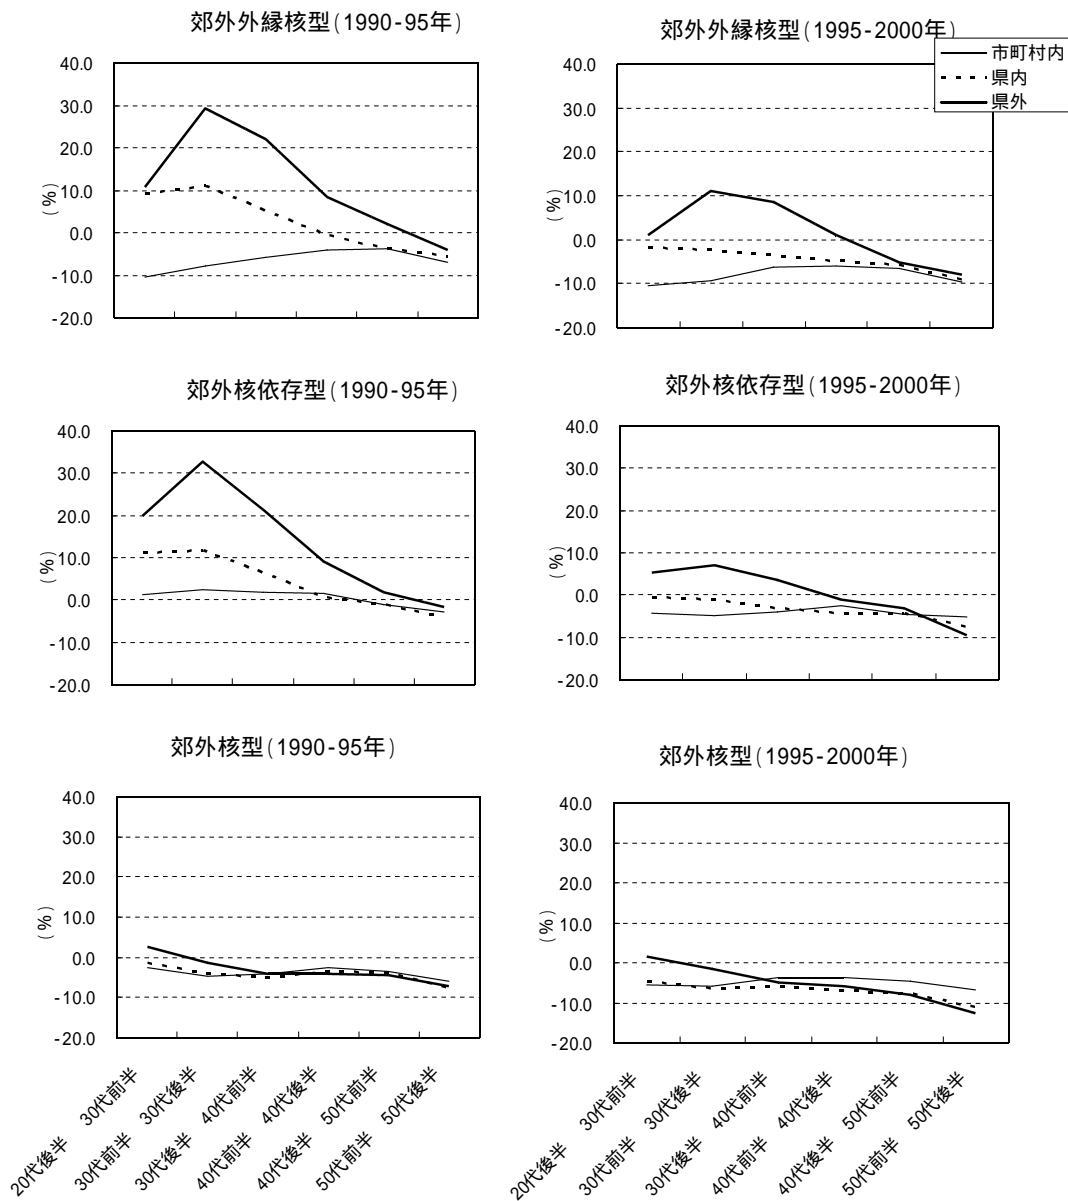 郊外外縁核型(1990-95年)
40.0
30.0
20.0
10.0
0.0
-10.0
-20.0
(%)
郊外外縁核型(1995-2000年)
市町村内
県内
県外
40.0
30.0
20.0
10.0
0.0
-10.0
-20.0
(%)
郊外核依存型(1990-95年)
40.0
30.0
20.0
10.0
0.0
-10.0
-20.0
(%)
郊外核依存型(1995-2000年)
40.0
30.0
20.0
10.0
0.0
-10.0
-20.0
(%)
郊外核型(1990-95年)
40.0
30.0
20.0
10.0
0.0
-10.0
-20.0
(%)
20代後半 30代前半
30代前半 30代後半
30代後半 40代前半
40代前半 40代後半
40代後半 50代前半
50代前半 50代後半
郊外核型(1995-2000年)
40.0
30.0
20.0
10.0
0.0
-10.0
-20.0
(%)
20代後半 30代前半
30代前半 30代後半
30代後半 40代前半
40代前半 40代後半
40代後半 50代前半
50代前半 50代後半